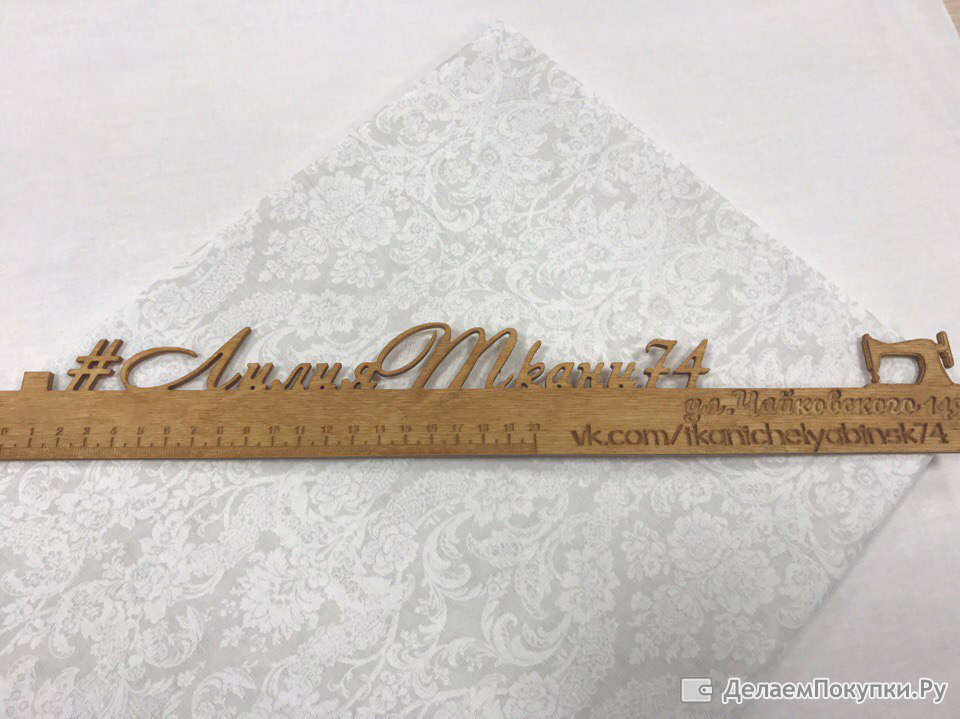 #ЛилияТкани74
ул.Чайковского
vk.com/tkanichelyabinsk74
0 1 2 3 4 5 6 7 8 9 10 11 12 13 14 15 16 17 18 19 20
ДелаемПокупки.Ру